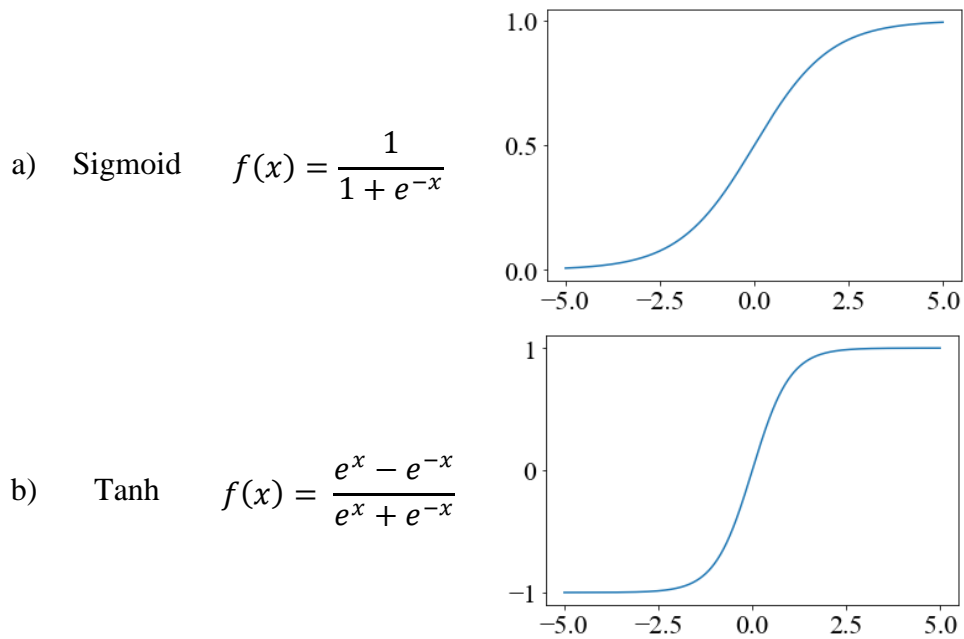 1.0
a) Sigmoid f(x) = 1 / (1 + e^{-x})
0.5
0.0
−5.0 −2.5 0.0 2.5 5.0
1
b) Tanh f(x) = (e^x − e^{-x}) / (e^x + e^{-x})
0
−1
−5.0 −2.5 0.0 2.5 5.0